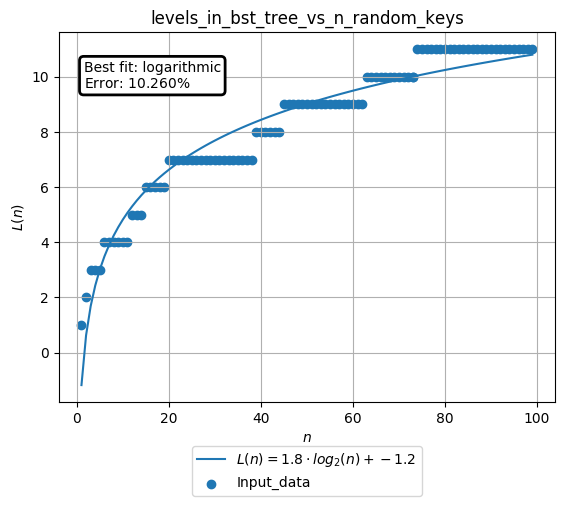 levels_in_bst_tree_vs_n_random_keys
Best fit: logarithmic
Error: 10.260%
10
8
6
4
2
0
L(n)
0 20 40 60 80 100
n
L(n) = 1.8 · log₂(n) + −1.2
Input_data